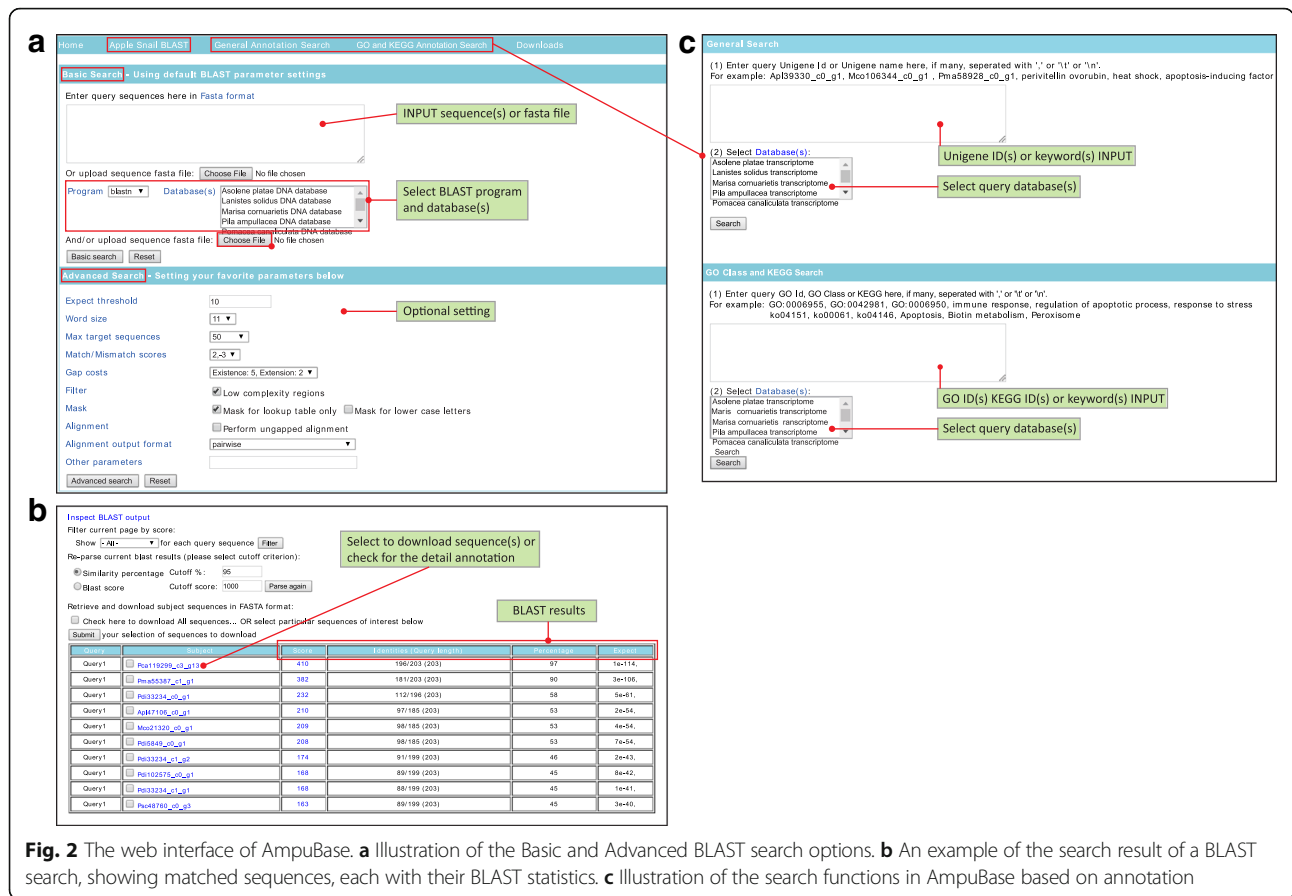 a
Home Apple Snail BLAST General Annotation Search GO and KEGG Annotation Search Downloads
Basic Search - Using default BLAST parameter settings
Enter query sequences here in Fasta format
INPUT sequence(s) or fasta file
Or upload sequence fasta file: Choose File No file chosen
Program blastn Database(s)
Asolene platae DNA database
Lanistes solidus DNA database
Marisa cornuarietis DNA database
Pila ampullacea DNA database
Pomacea canaliculata DNA database
Select BLAST program
and database(s)
And/or upload sequence fasta file: Choose File No file chosen
Basic search Reset
Advanced Search - Setting your favorite parameters below
Expect threshold 10
Optional setting
Word size 11
Max target sequences 50
Match/Mismatch scores 2,-3
Gap costs Existence: 5, Extension: 2
Filter Low complexity regions
Mask Mask for lookup table only Mask for lower case letters
Alignment Perform ungapped alignment
Alignment output format pairwise
Other parameters
Advanced search Reset
b
Inspect BLAST output
Filter current page by score:
Show - All - for each query sequence Filter
Re-parse current blast results (please select cutoff criterion):
Similarity percentage Cutoff %: 95
Blast score Cutoff score: 1000 Parse again
Select to download sequence(s) or
check for the detail annotation
Retrieve and download subject sequences in FASTA format:
Check here to download All sequences... OR select particular sequences of interest below
Submit your selection of sequences to download
BLAST results
Query Subject Score Identities (Query length) Percentage Expect
Query1 Pca119299_c3_g13 410 196/203 (203) 97 1e-114,
Query1 Pma55387_c1_g1 382 181/203 (203) 90 3e-106,
Query1 Pdi33234_c0_g1 232 112/196 (203) 58 5e-61,
Query1 Apl47106_c0_g1 210 97/185 (203) 53 2e-54,
Query1 Mco21320_c0_g1 209 98/185 (203) 53 4e-54,
Query1 Pdi5849_c0_g1 208 98/185 (203) 53 7e-54,
Query1 Pdi33234_c1_g2 174 91/199 (203) 46 2e-43,
Query1 Pdi102575_c0_g1 168 89/199 (203) 45 8e-42,
Query1 Pdi33234_c1_g1 168 88/199 (203) 45 1e-41,
Query1 Psc48760_c0_g3 163 89/199 (203) 45 3e-40,
c
General Search
(1) Enter query Unigene Id or Unigene name here, if many, seperated with ',' or '\t' or '\n'.
For example: Apl39330_c0_g1, Mco106344_c0_g1 , Pma58928_c0_g1, perivitellin ovorubin, heat shock, apoptosis-inducing factor
Unigene ID(s) or keyword(s) INPUT
(2) Select Database(s):
Asolene platae transcriptome
Lanistes solidus transcriptome
Marisa cornuarietis transcriptome
Pila ampullacea transcriptome
Pomacea canaliculata transcriptome
Select query database(s)
Search
GO Class and KEGG Search
(1) Enter query GO Id, GO Class or KEGG here, if many, seperated with ',' or '\t' or '\n'.
For example: GO:0006955, GO:0042981, GO:0006950, immune response, regulation of apoptotic process, response to stress
ko04151, ko00061, ko04146, Apoptosis, Biotin metabolism, Peroxisome
GO ID(s) KEGG ID(s) or keyword(s) INPUT
(2) Select Database(s):
Asolene platae transcriptome
Maris cornuarietis transcriptome
Marisa cornuarietis ranscriptome
Pila ampullacea transcriptome
Pomacea canaliculata transcriptome
Select query database(s)
Search
Search
Fig. 2 The web interface of AmpuBase. a Illustration of the Basic and Advanced BLAST search options. b An example of the search result of a BLAST
search, showing matched sequences, each with their BLAST statistics. c Illustration of the search functions in AmpuBase based on annotation